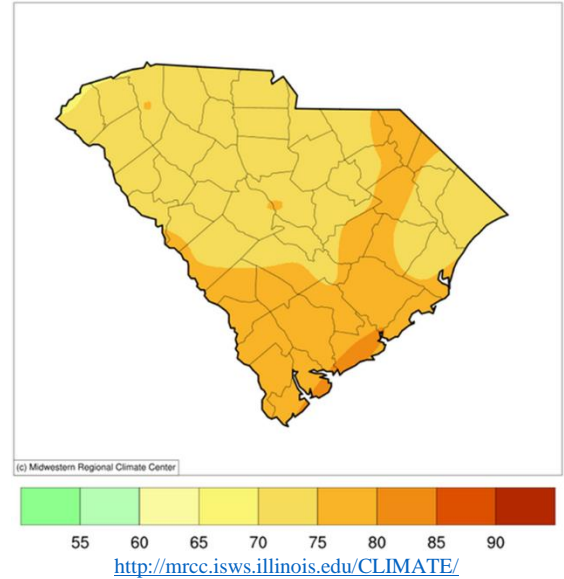 (c) Midwestern Regional Climate Center
55 60 65 70 75 80 85 90
http://mrcc.isws.illinois.edu/CLIMATE/